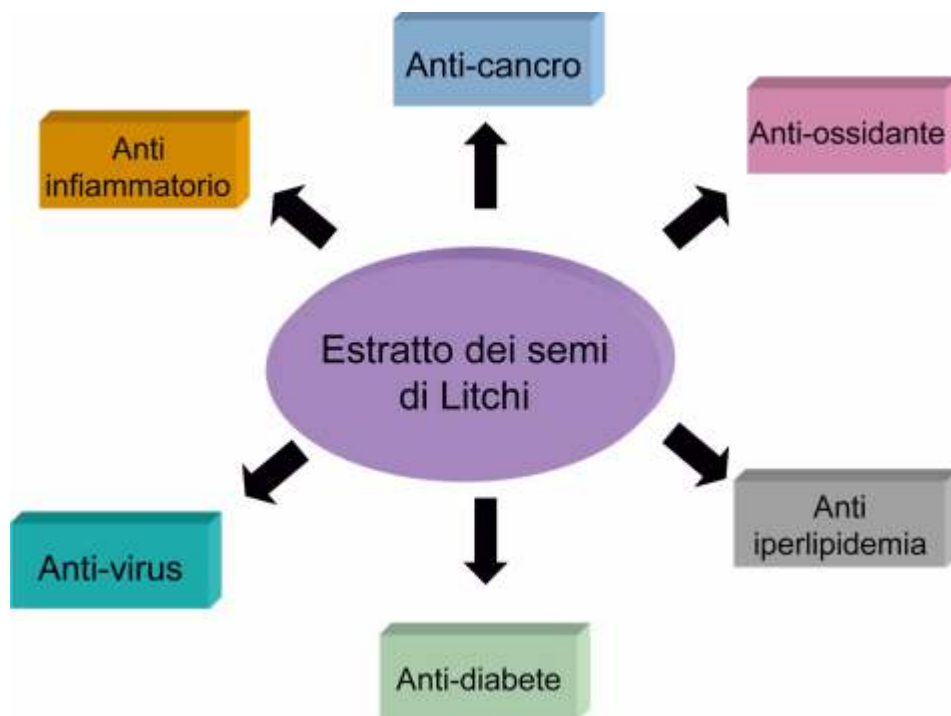 Anti-cancro
Anti
infiammatorio
Anti-ossidante
Estratto dei semi
di Litchi
Anti-virus
Anti
iperlipidemia
Anti-diabete